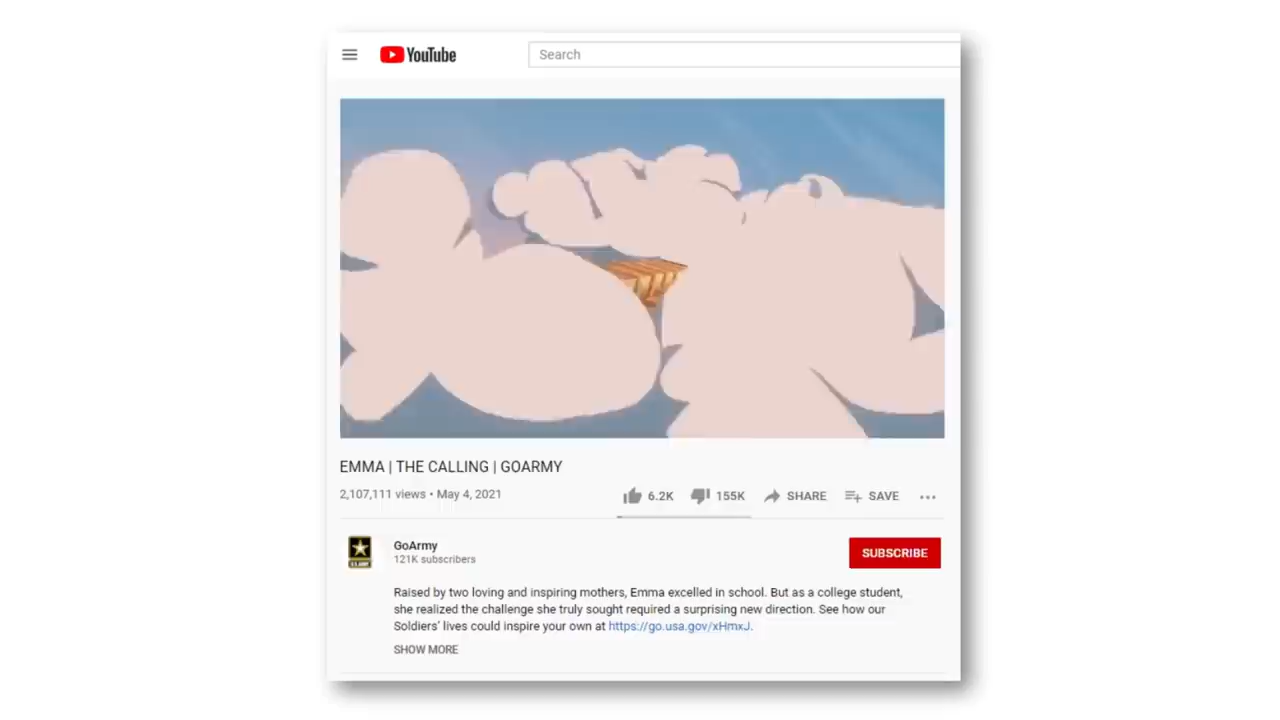 YouTube
Search
EMMA | THE CALLING | GOARMY
2,107,111 views • May 4, 2021
6.2K
155K
SHARE
SAVE
GoArmy
121K subscribers
SUBSCRIBE
U.S.ARMY
Raised by two loving and inspiring mothers, Emma excelled in school. But as a college student,
she realized the challenge she truly sought required a surprising new direction. See how our
Soldiers' lives could inspire your own at https://go.usa.gov/xHmxJ.
SHOW MORE